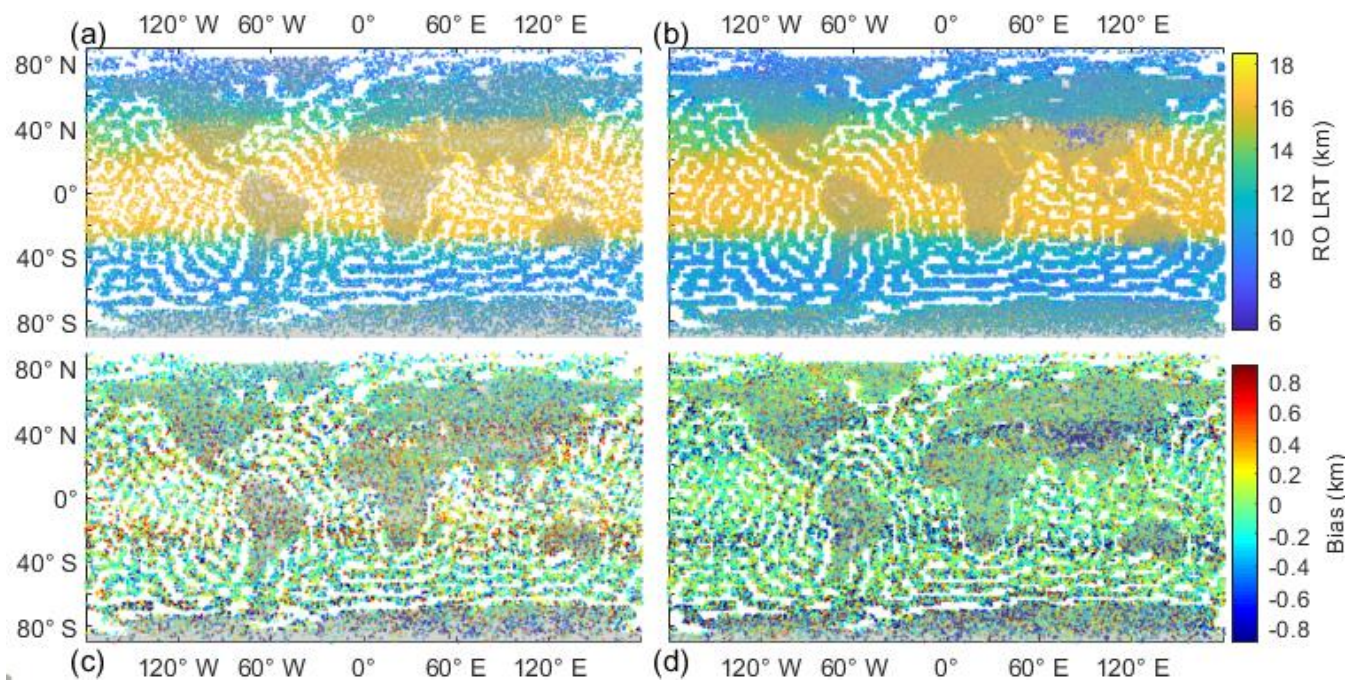 (a) 120° W 60° W 0° 60° E 120° E (b) 120° W 60° W 0° 60° E 120° E
80° N
40° N
0°
40° S
80° S
18
16
14
12
10
8
6
RO LRT (km)
80° N
40° N
0°
40° S
80° S
0.8
0.6
0.4
0.2
0
-0.2
-0.4
-0.6
-0.8
Bias (km)
(c) 120° W 60° W 0° 60° E 120° E (d) 120° W 60° W 0° 60° E 120° E